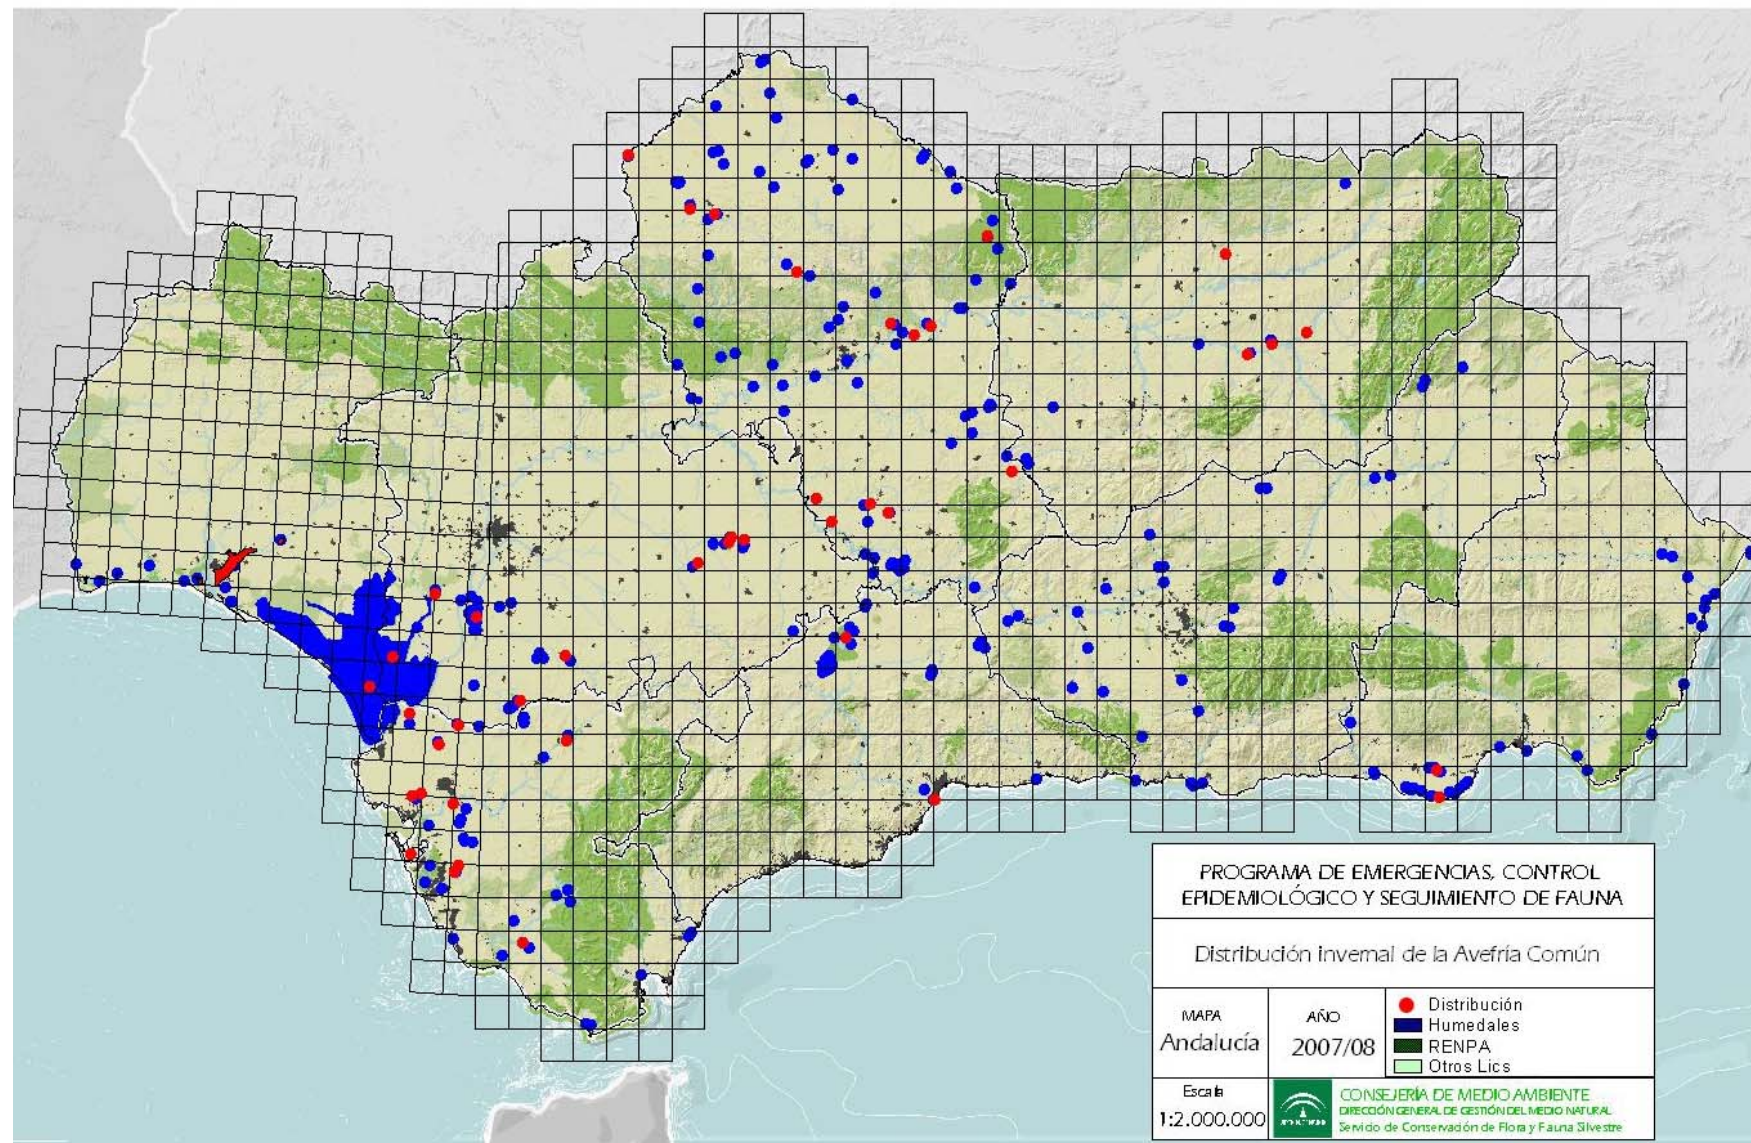 PROGRAMA DE EMERGENCIAS, CONTROL
EPIDEMIOLÓGICO Y SEGUIMIENTO DE FAUNA
Distribución invernal de la Avefría Común
MAPA
Andalucía
AÑO
2007/08
Distribución
Humedales
RENPA
Otros Lics
Escala
1:2.000.000
CONSEJERÍA DE MEDIO AMBIENTE
DIRECCIÓN GENERAL DE GESTIÓN DEL MEDIO NATURAL
Servicio de Conservación de Flora y Fauna Silvestre